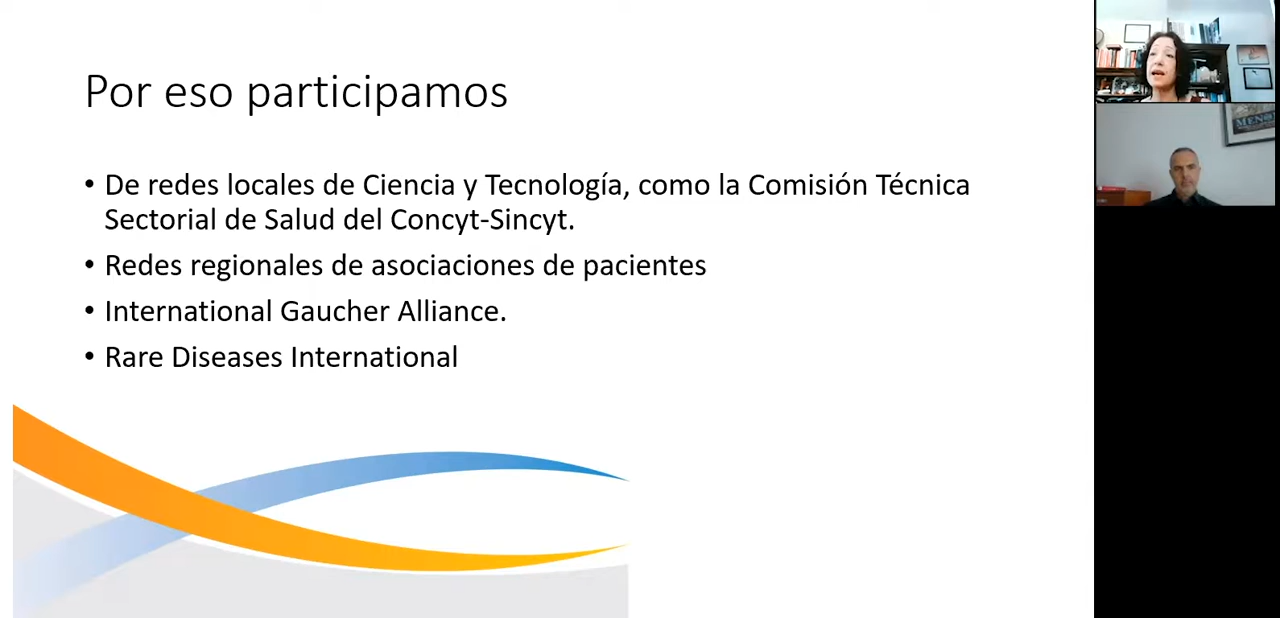 Por eso participamos
• De redes locales de Ciencia y Tecnología, como la Comisión Técnica
Sectorial de Salud del Concyt-Sincyt.
• Redes regionales de asociaciones de pacientes
• International Gaucher Alliance.
• Rare Diseases International